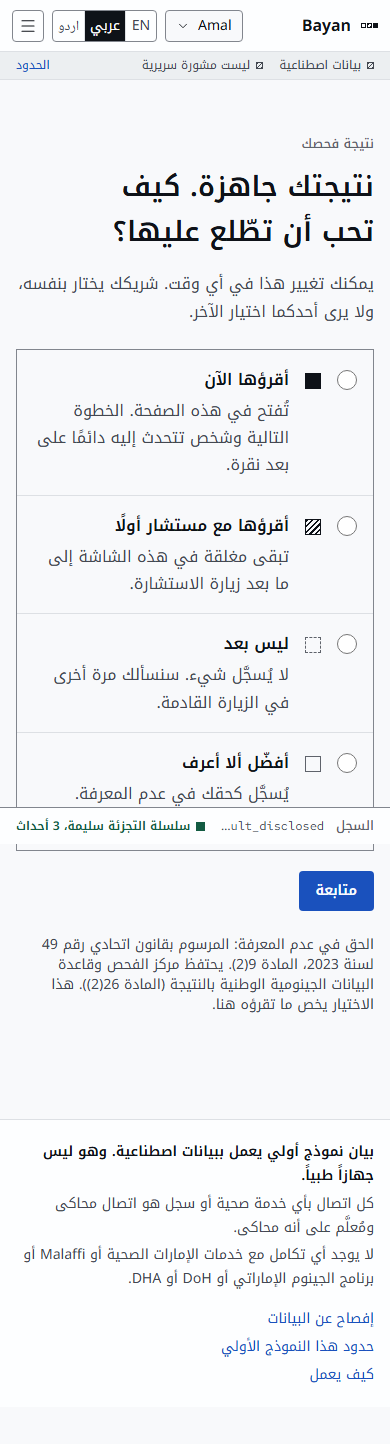 Bayan
Amal
EN
عربي
اردو
بيانات اصطناعية
ليست مشورة سريرية
الحدود
نتيجة فحصك
نتيجتك جاهزة. كيف
تحب أن تطّلع عليها؟
يمكنك تغيير هذا في أي وقت. شريكك يختار بنفسه،
ولا يرى أحدكما اختيار الآخر.
أقرؤها الآن
تُفتح في هذه الصفحة. الخطوة
التالية وشخص تتحدث إليه دائمًا على
بعد نقرة.
أقرؤها مع مستشار أولًا
تبقى مغلقة في هذه الشاشة إلى
ما بعد زيارة الاستشارة.
ليس بعد
لا يُسجَّل شيء. سنسألك مرة أخرى
في الزيارة القادمة.
أفضّل ألا أعرف
يُسجَّل كحقك في عدم المعرفة.
السجل
ult_disclosed…
سلسلة التجزئة سليمة، 3 أحداث
متابعة
الحق في عدم المعرفة: المرسوم بقانون اتحادي رقم 49
لسنة 2023، المادة 9(2). يحتفظ مركز الفحص وقاعدة
البيانات الجينومية الوطنية بالنتيجة (المادة 26(2)). هذا
الاختيار يخص ما تقرؤه هنا.
بيان نموذج أولي يعمل ببيانات اصطناعية. وهو ليس
جهازاً طبياً.
كل اتصال بأي خدمة صحية أو سجل هو اتصال محاكى
ومُعلَّم على أنه محاكى.
لا يوجد أي تكامل مع خدمات الإمارات الصحية أو Malaffi أو
برنامج الجينوم الإماراتي أو DoH أو DHA.
إفصاح عن البيانات
حدود هذا النموذج الأولي
كيف يعمل